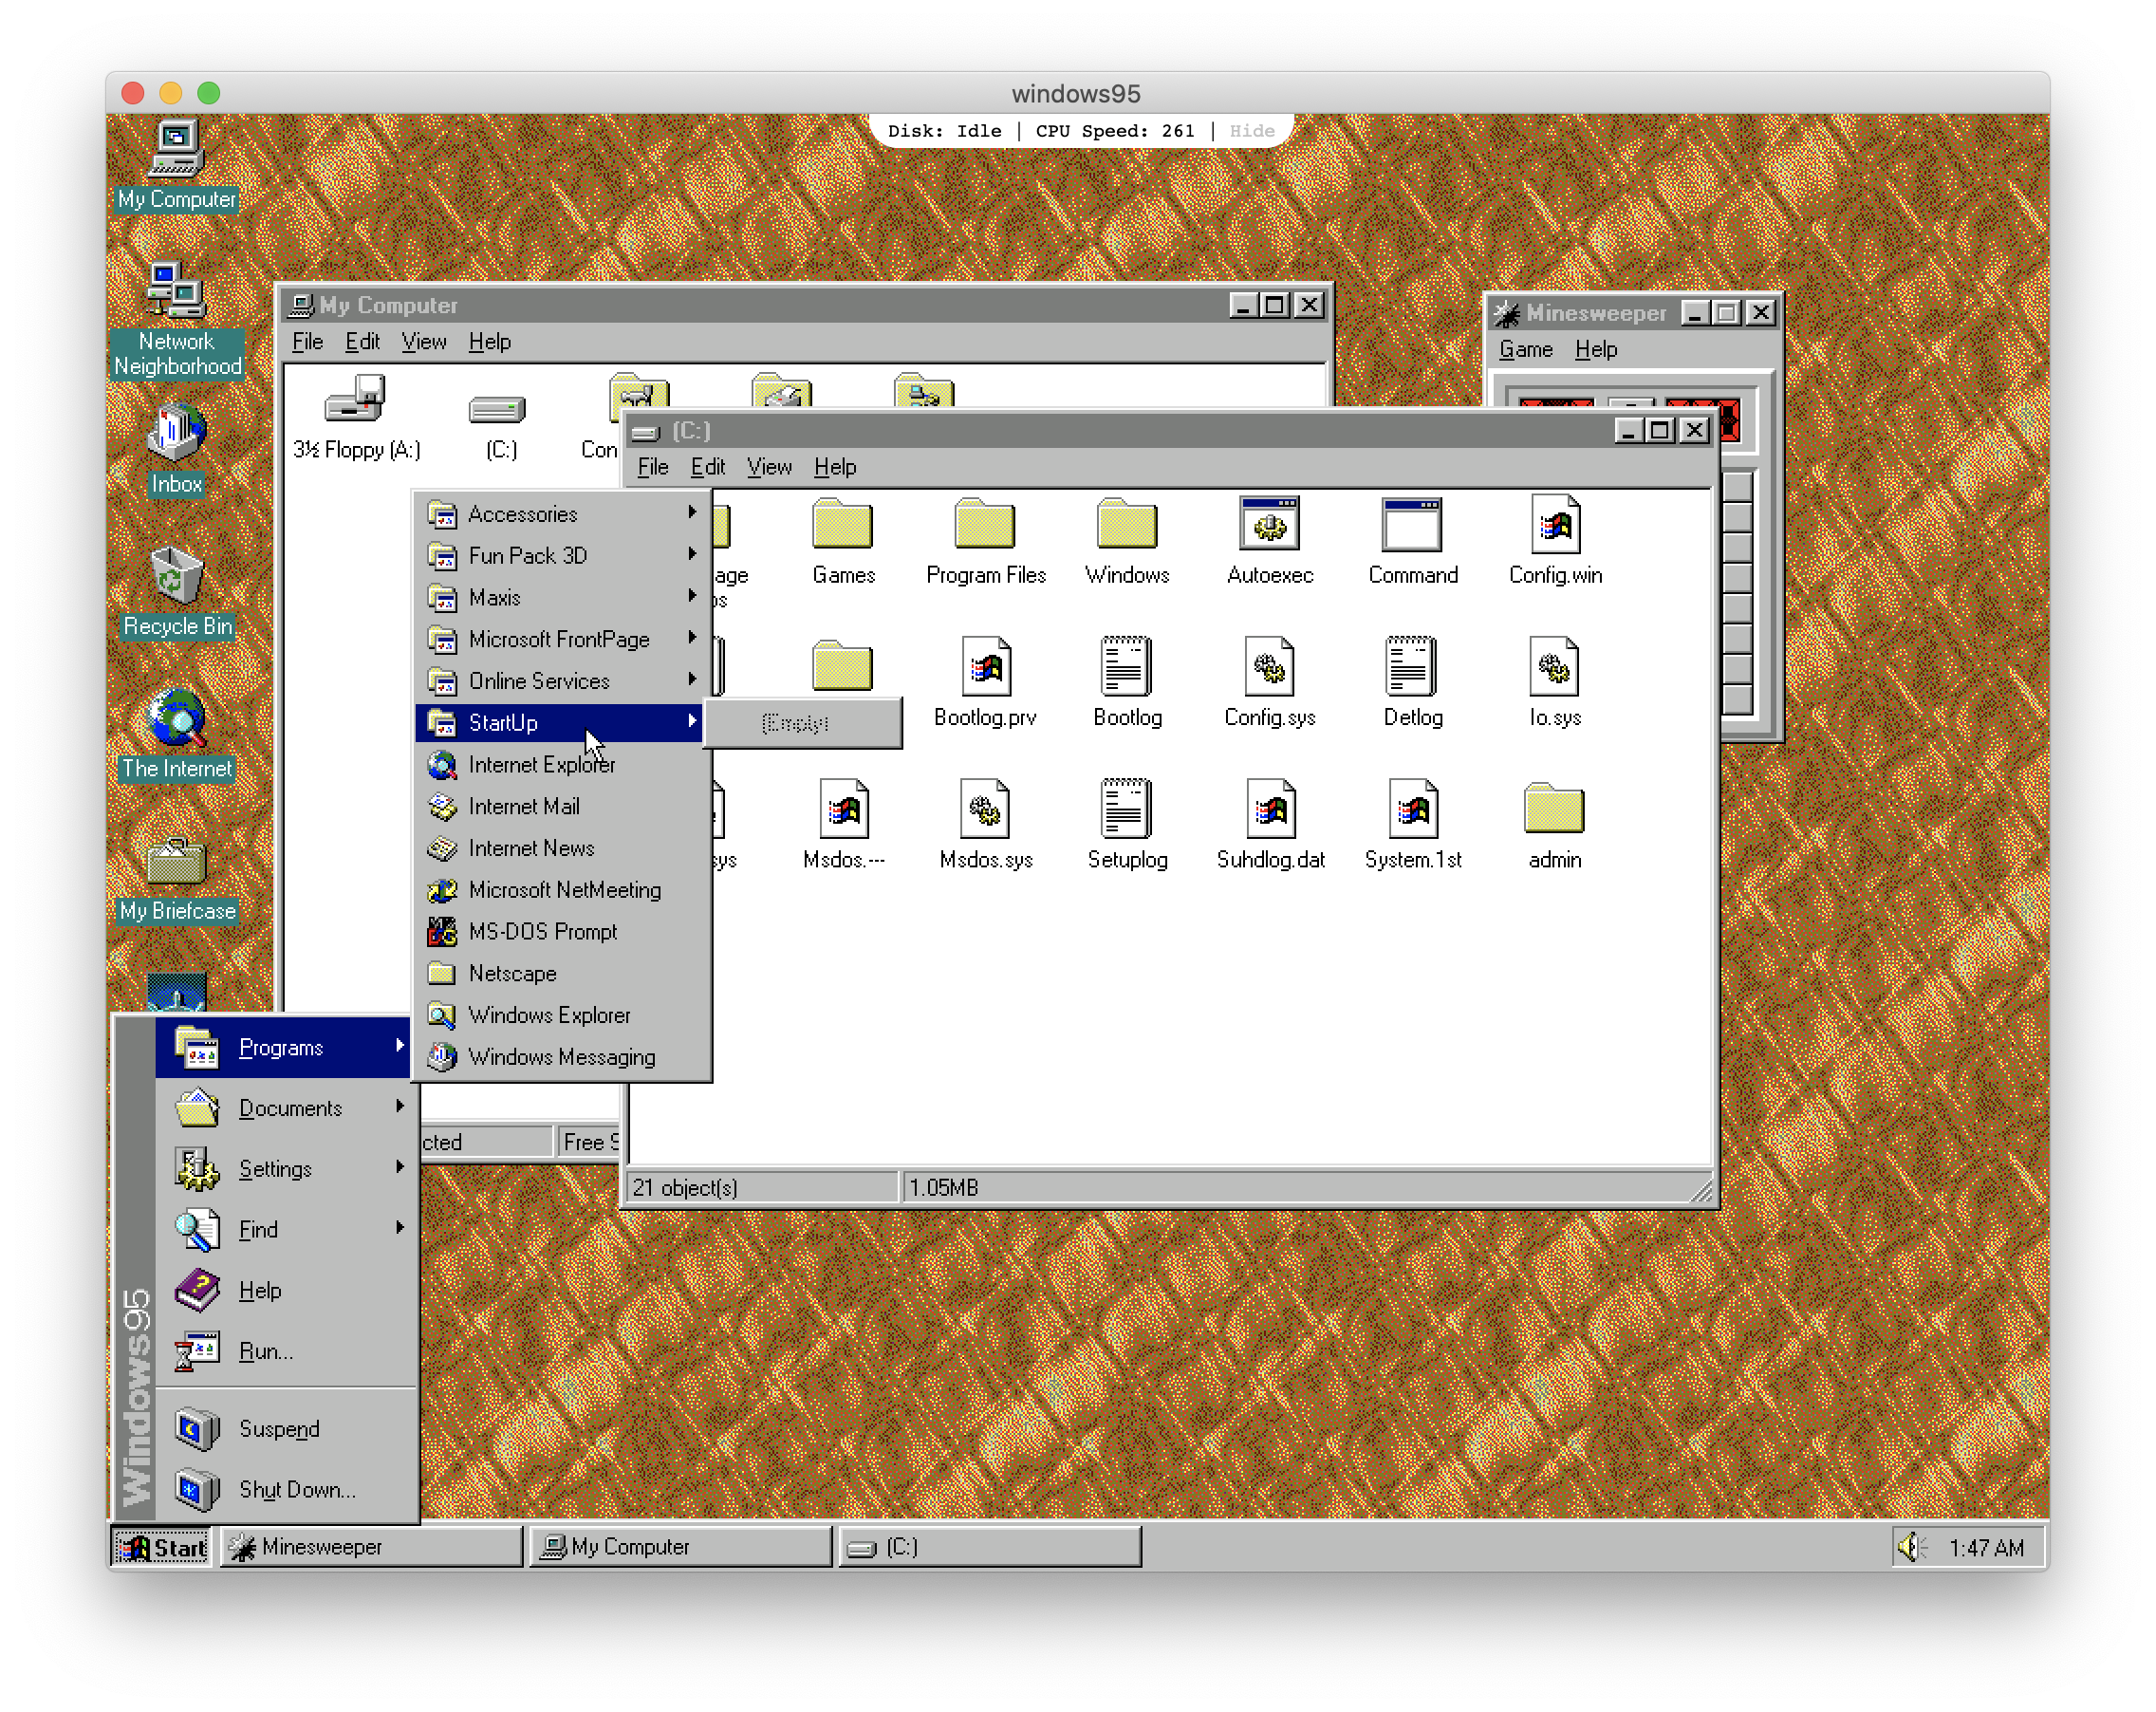 windows95
Disk: Idle | CPU Speed: 261 | Hide
My Computer
Network
Neighborhood
Inbox
Recycle Bin
The Internet
My Briefcase
My Computer
File Edit View Help
3½ Floppy (A:)
(C:)
Con
cted
Free S
Minesweeper
Game Help
(C:)
File Edit View Help
age
os
Games
Program Files
Windows
Autoexec
Command
Config.win
Bootlog.prv
Bootlog
Config.sys
Detlog
Io.sys
sys
Msdos.---
Msdos.sys
Setuplog
Suhdlog.dat
System.1st
admin
21 object(s)
1.05MB
Accessories
Fun Pack 3D
Maxis
Microsoft FrontPage
Online Services
StartUp
(Empty)
Internet Explorer
Internet Mail
Internet News
Microsoft NetMeeting
MS-DOS Prompt
Netscape
Windows Explorer
Windows Messaging
Windows95
Programs
Documents
Settings
Find
Help
Run...
Suspend
Shut Down...
Start
Minesweeper
My Computer
(C:)
1:47 AM